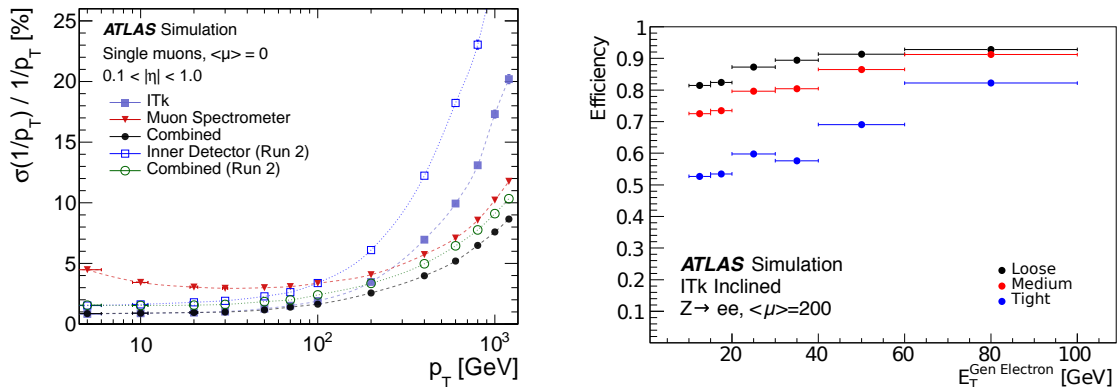 ATLAS Simulation
Single muons, <μ> = 0
0.1 < |η| < 1.0
ITk
Muon Spectrometer
Combined
Inner Detector (Run 2)
Combined (Run 2)
σ(1/p_T) / 1/p_T [%]
25
20
15
10
5
0
10
10²
10³
p_T [GeV]
Efficiency
1
0.9
0.8
0.7
0.6
0.5
0.4
0.3
0.2
0.1
ATLAS Simulation
ITk Inclined
Z→ ee, <μ>=200
Loose
Medium
Tight
20
40
60
80
100
E_T^Gen Electron [GeV]